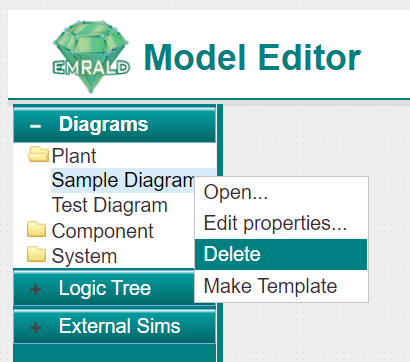 EMRALD
Model Editor
– Diagrams
Plant
Sample Diagram
Test Diagram
Component
System
+ Logic Tree
+ External Sims
Open...
Edit properties...
Delete
Make Template